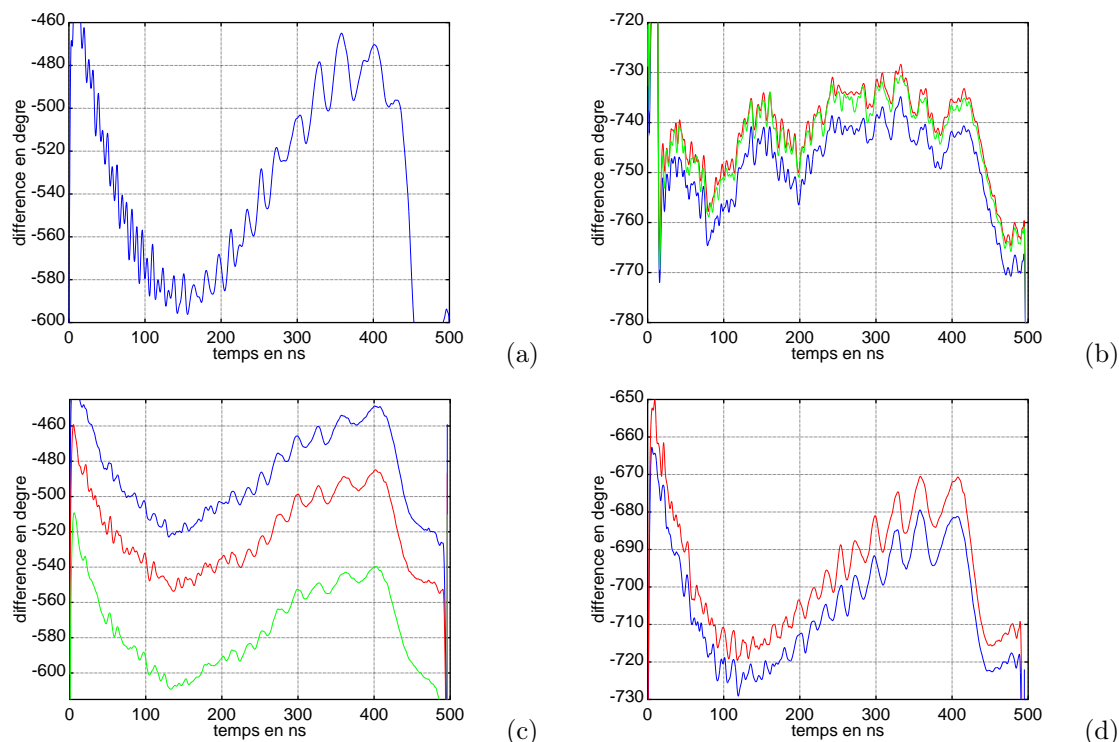 différence en degre
-460
-480
-500
-520
-540
-560
-580
-600
0 100 200 300 400 500
temps en ns
(a)
différence en degre
-720
-730
-740
-750
-760
-770
-780
0 100 200 300 400 500
temps en ns
(b)
différence en degre
-460
-480
-500
-520
-540
-560
-580
-600
0 100 200 300 400 500
temps en ns
(c)
différence en degre
-650
-660
-670
-680
-690
-700
-710
-720
-730
0 100 200 300 400 500
temps en ns
(d)